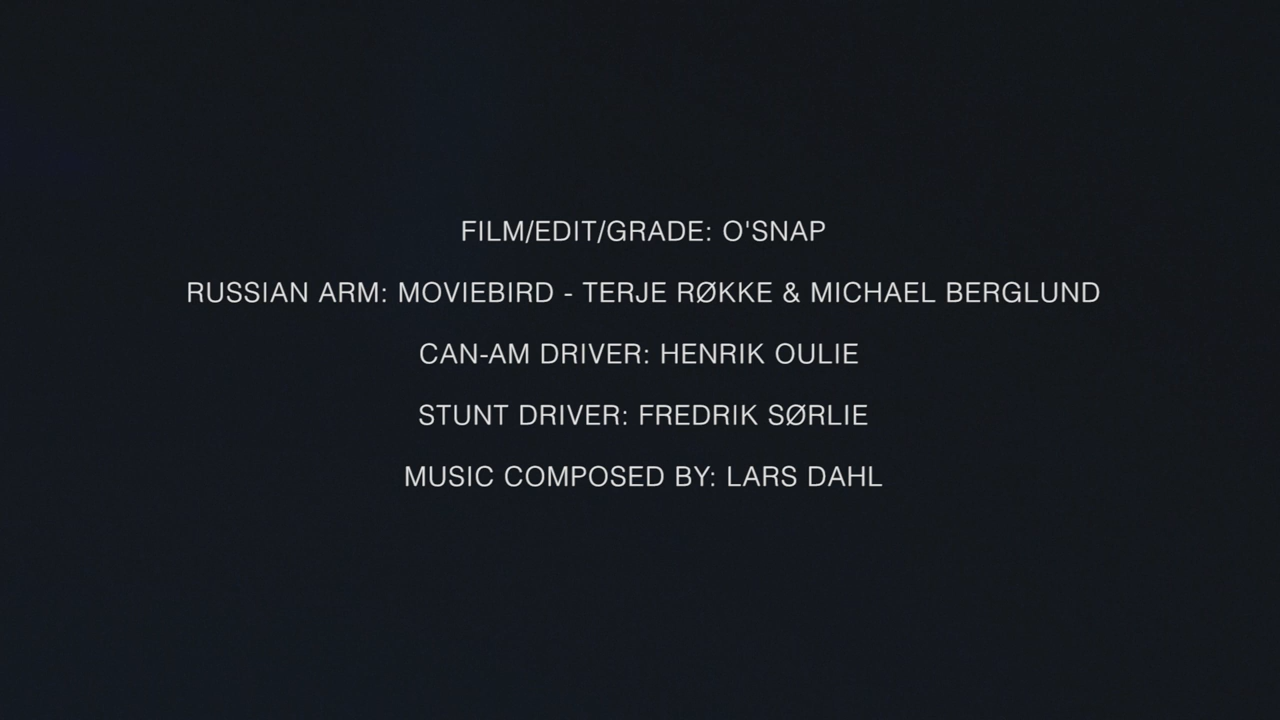 FILM/EDIT/GRADE: O'SNAP
RUSSIAN ARM: MOVIEBIRD - TERJE RØKKE & MICHAEL BERGLUND
CAN-AM DRIVER: HENRIK OULIE
STUNT DRIVER: FREDRIK SØRLIE
MUSIC COMPOSED BY: LARS DAHL